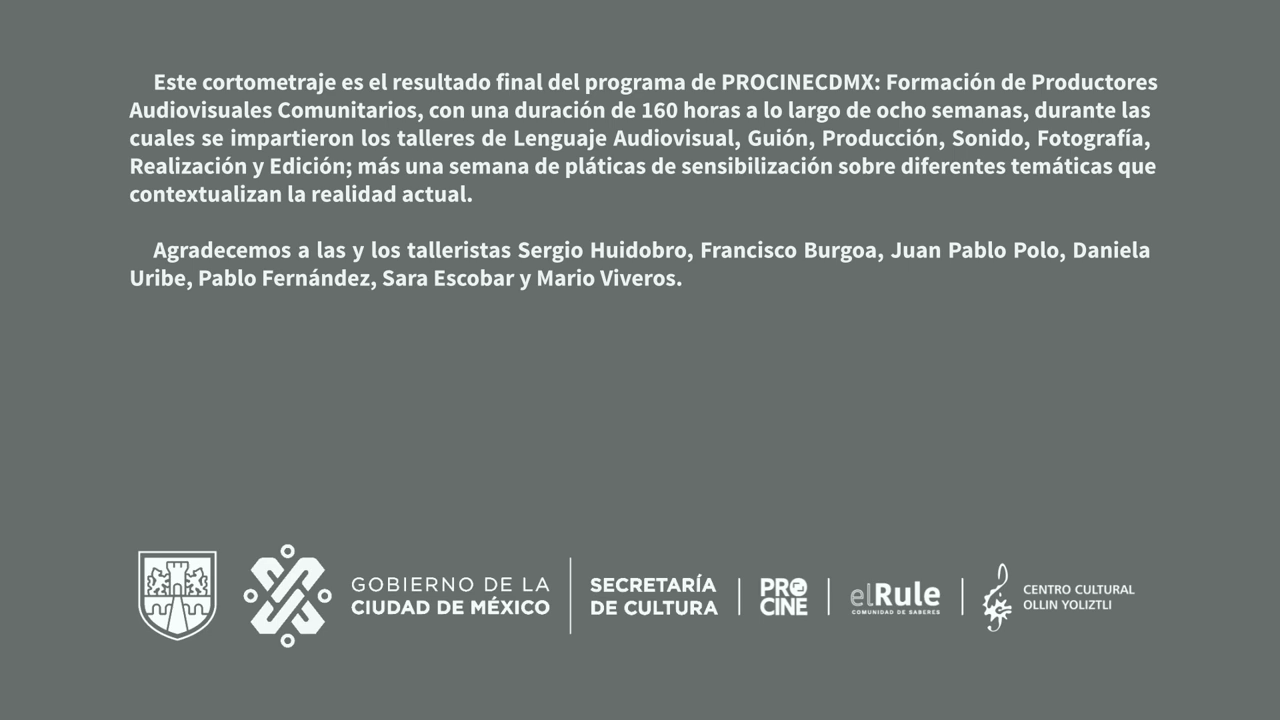 Este cortometraje es el resultado final del programa de PROCINECDMX: Formación de Productores
Audiovisuales Comunitarios, con una duración de 160 horas a lo largo de ocho semanas, durante las
cuales se impartieron los talleres de Lenguaje Audiovisual, Guión, Producción, Sonido, Fotografía,
Realización y Edición; más una semana de pláticas de sensibilización sobre diferentes temáticas que
contextualizan la realidad actual.
Agradecemos a las y los talleristas Sergio Huidobro, Francisco Burgoa, Juan Pablo Polo, Daniela
Uribe, Pablo Fernández, Sara Escobar y Mario Viveros.
GOBIERNO DE LA
CIUDAD DE MÉXICO
SECRETARÍA
DE CULTURA
PRO
CINE
elRule
COMUNIDAD DE SABERES
CENTRO CULTURAL
OLLIN YOLIZTLI